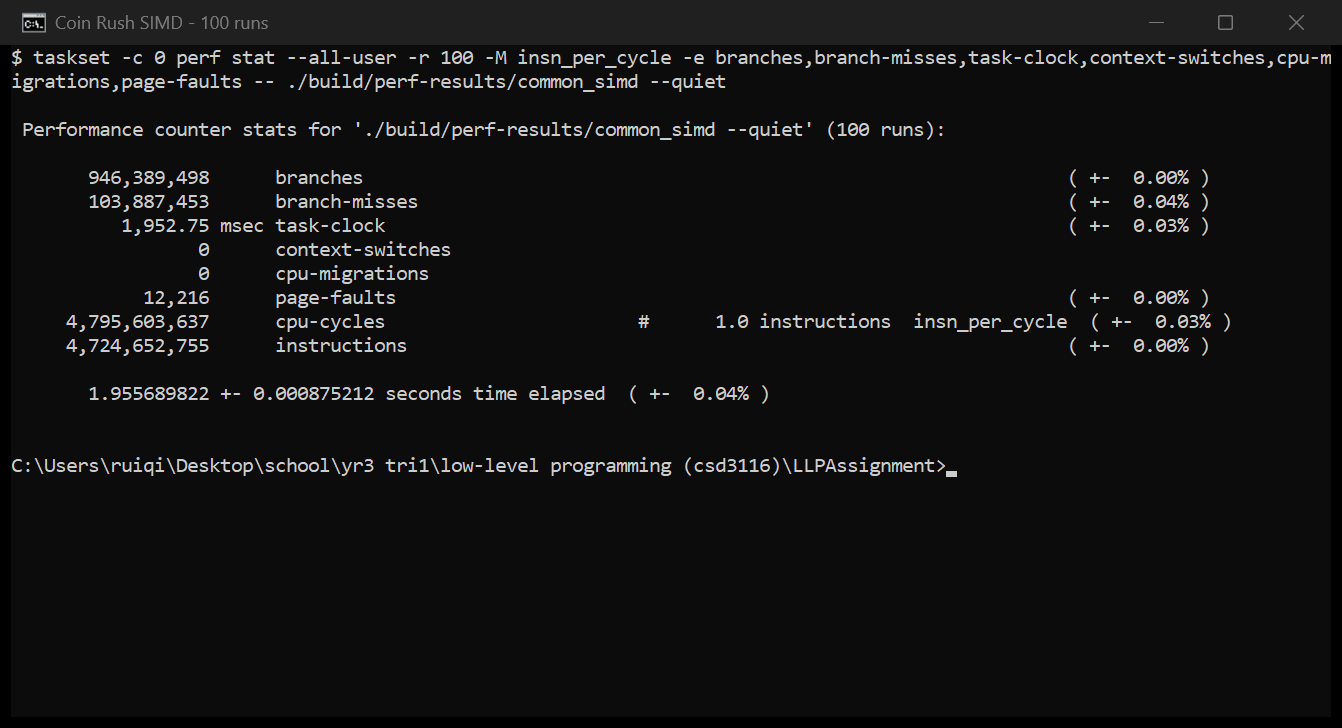 Coin Rush SIMD - 100 runs
$ taskset -c 0 perf stat --all-user -r 100 -M insn_per_cycle -e branches,branch-misses,task-clock,context-switches,cpu-m
igrations,page-faults -- ./build/perf-results/common_simd --quiet
Performance counter stats for './build/perf-results/common_simd --quiet' (100 runs):
946,389,498      branches                                                                ( +-  0.00% )
103,887,453      branch-misses                                                           ( +-  0.04% )
1,952.75 msec task-clock                                                              ( +-  0.03% )
0      context-switches
0      cpu-migrations
12,216      page-faults                                                             ( +-  0.00% )
4,795,603,637      cpu-cycles                       #      1.0 instructions  insn_per_cycle  ( +-  0.03% )
4,724,652,755      instructions                                                            ( +-  0.00% )
1.955689822 +- 0.000875212 seconds time elapsed  ( +-  0.04% )
C:\Users\ruiqi\Desktop\school\yr3 tri1\low-level programming (csd3116)\LLPAssignment>